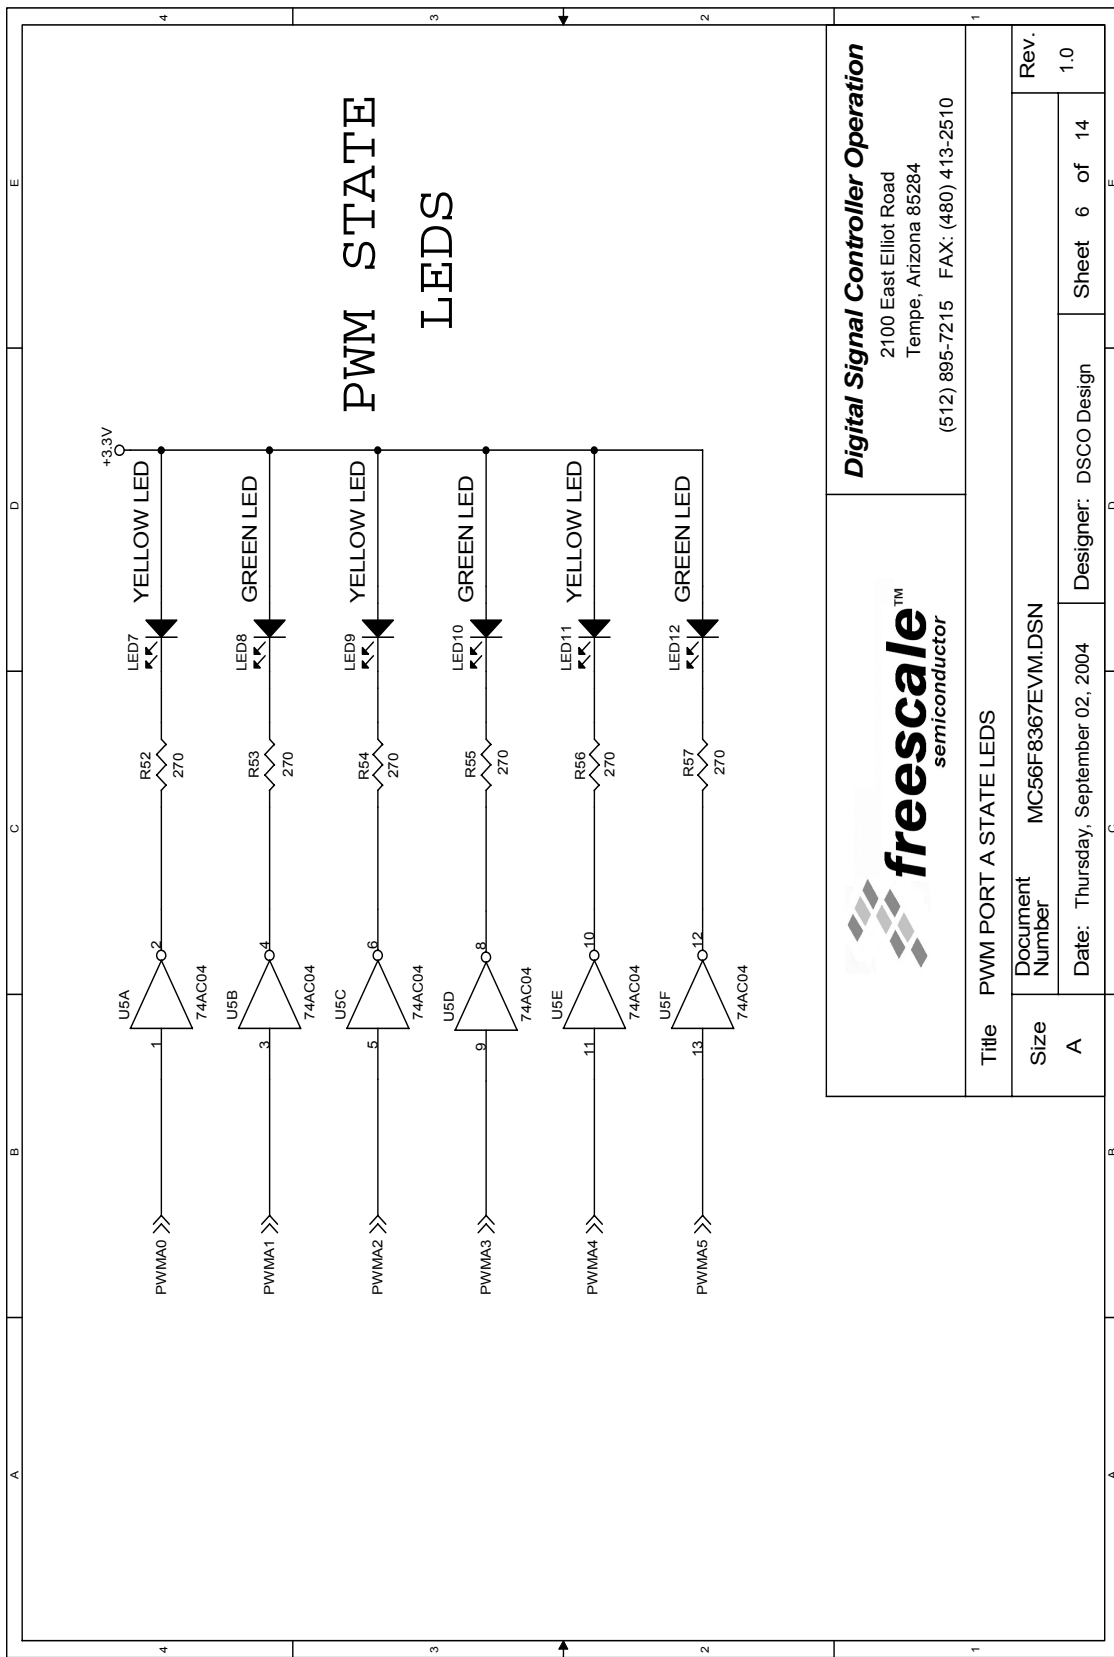 A
B
C
D
E
4
3
2
1
PWM STATE
LEDS
+3.3V
PWMA0
1
U5A
2
74AC04
R52
270
LED7
YELLOW LED
PWMA1
3
U5B
4
74AC04
R53
270
LED8
GREEN LED
PWMA2
5
U5C
6
74AC04
R54
270
LED9
YELLOW LED
PWMA3
9
U5D
8
74AC04
R55
270
LED10
GREEN LED
PWMA4
11
U5E
10
74AC04
R56
270
LED11
YELLOW LED
PWMA5
13
U5F
12
74AC04
R57
270
LED12
GREEN LED
freescale™
semiconductor
Digital Signal Controller Operation
2100 East Elliot Road
Tempe, Arizona 85284
(512) 895-7215 FAX: (480) 413-2510
Title PWM PORT A STATE LEDS
Size
A
Document
Number
MC56F8367EVM.DSN
Rev.
1.0
Date: Thursday, September 02, 2004
Designer: DSCO Design
Sheet 6 of 14
4
3
2
1
A
B
C
D
E